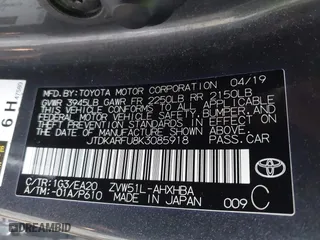 MFD.BY:TOYOTA MOTOR CORPORATION 04/19
GVWR 3945LB GAWR FR 2250LB RR 2150LB
THIS VEHICLE CONFORMS TO ALL APPLICABLE
FEDERAL MOTOR VEHICLE SAFETY, BUMPER, AND
THEFT PREVENTION STANDARDS IN EFFECT ON
THE DATE OF MANUFACTURE SHOWN ABOVE.
JTDKARFU8K3085918 PASS.CAR
C/TR:1G3/EA20 ZVW51L-AHXHBA
A/TM:-01A/P610 MADE IN JAPAN 009 C
TOYOTA
6 H.